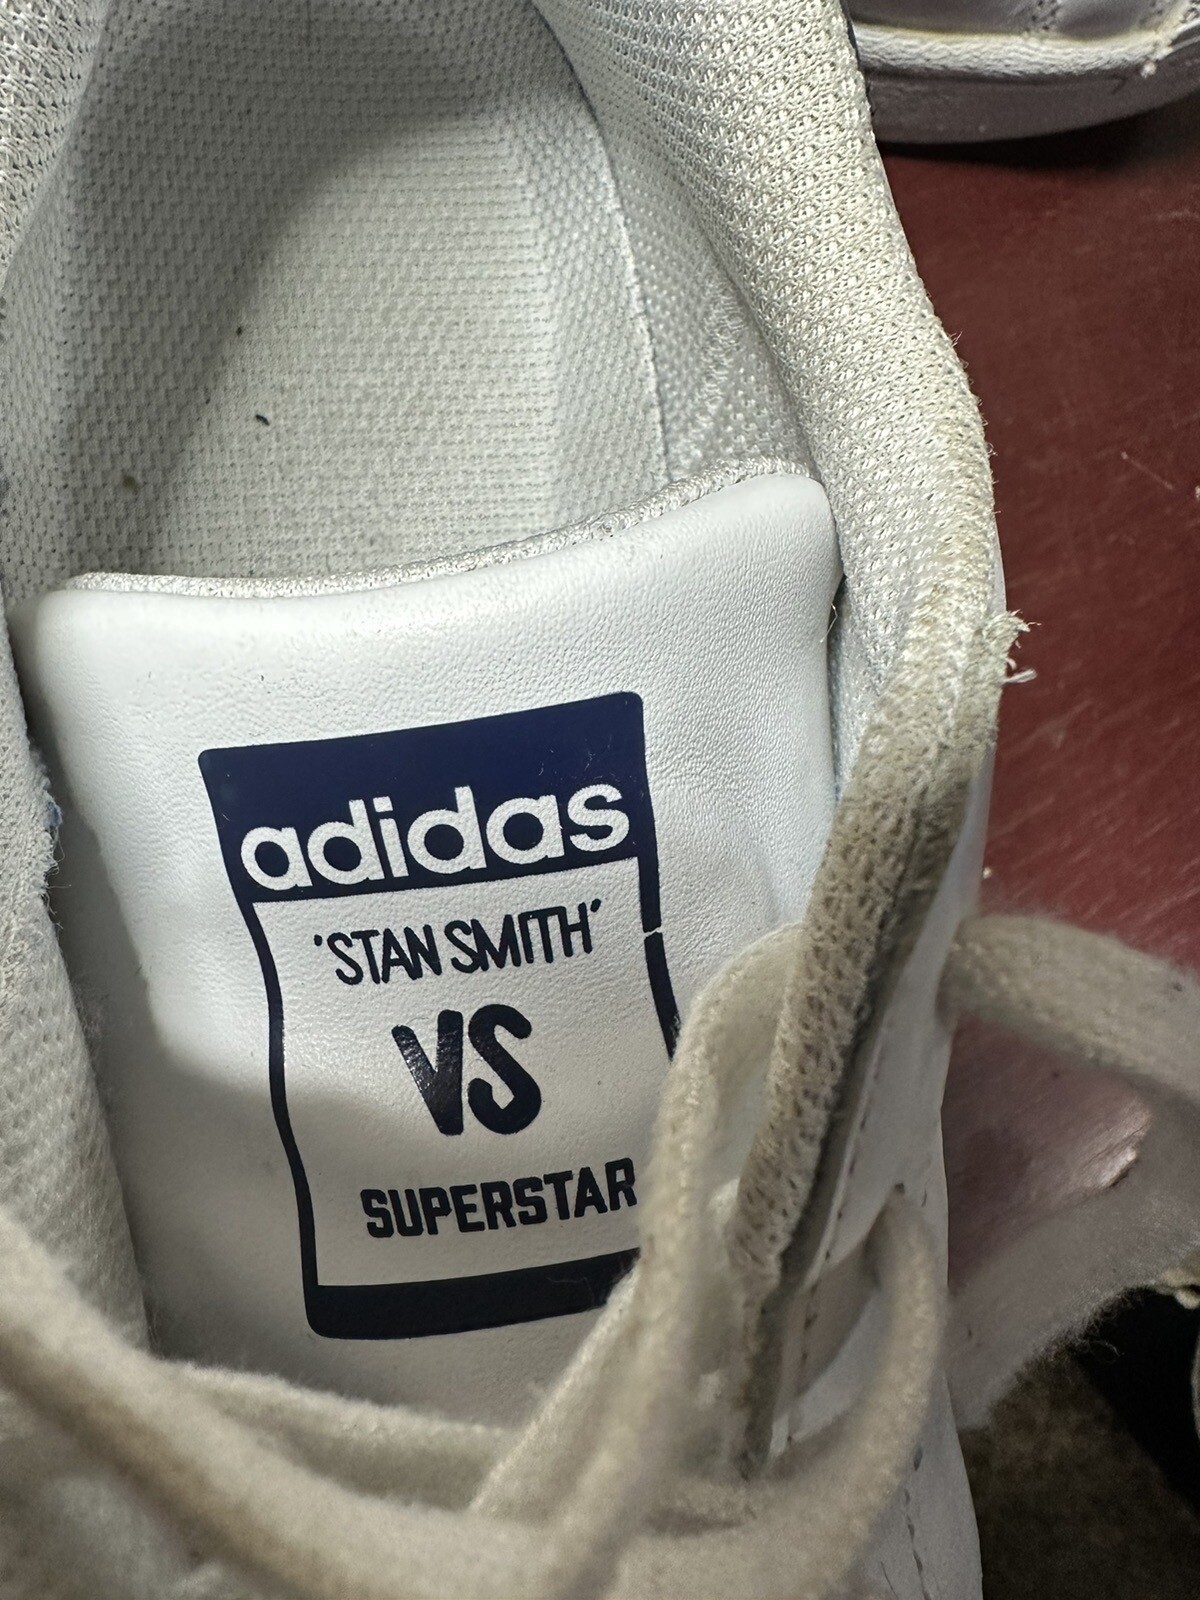 adidas
'STAN SMITH'
VS
SUPERSTAR